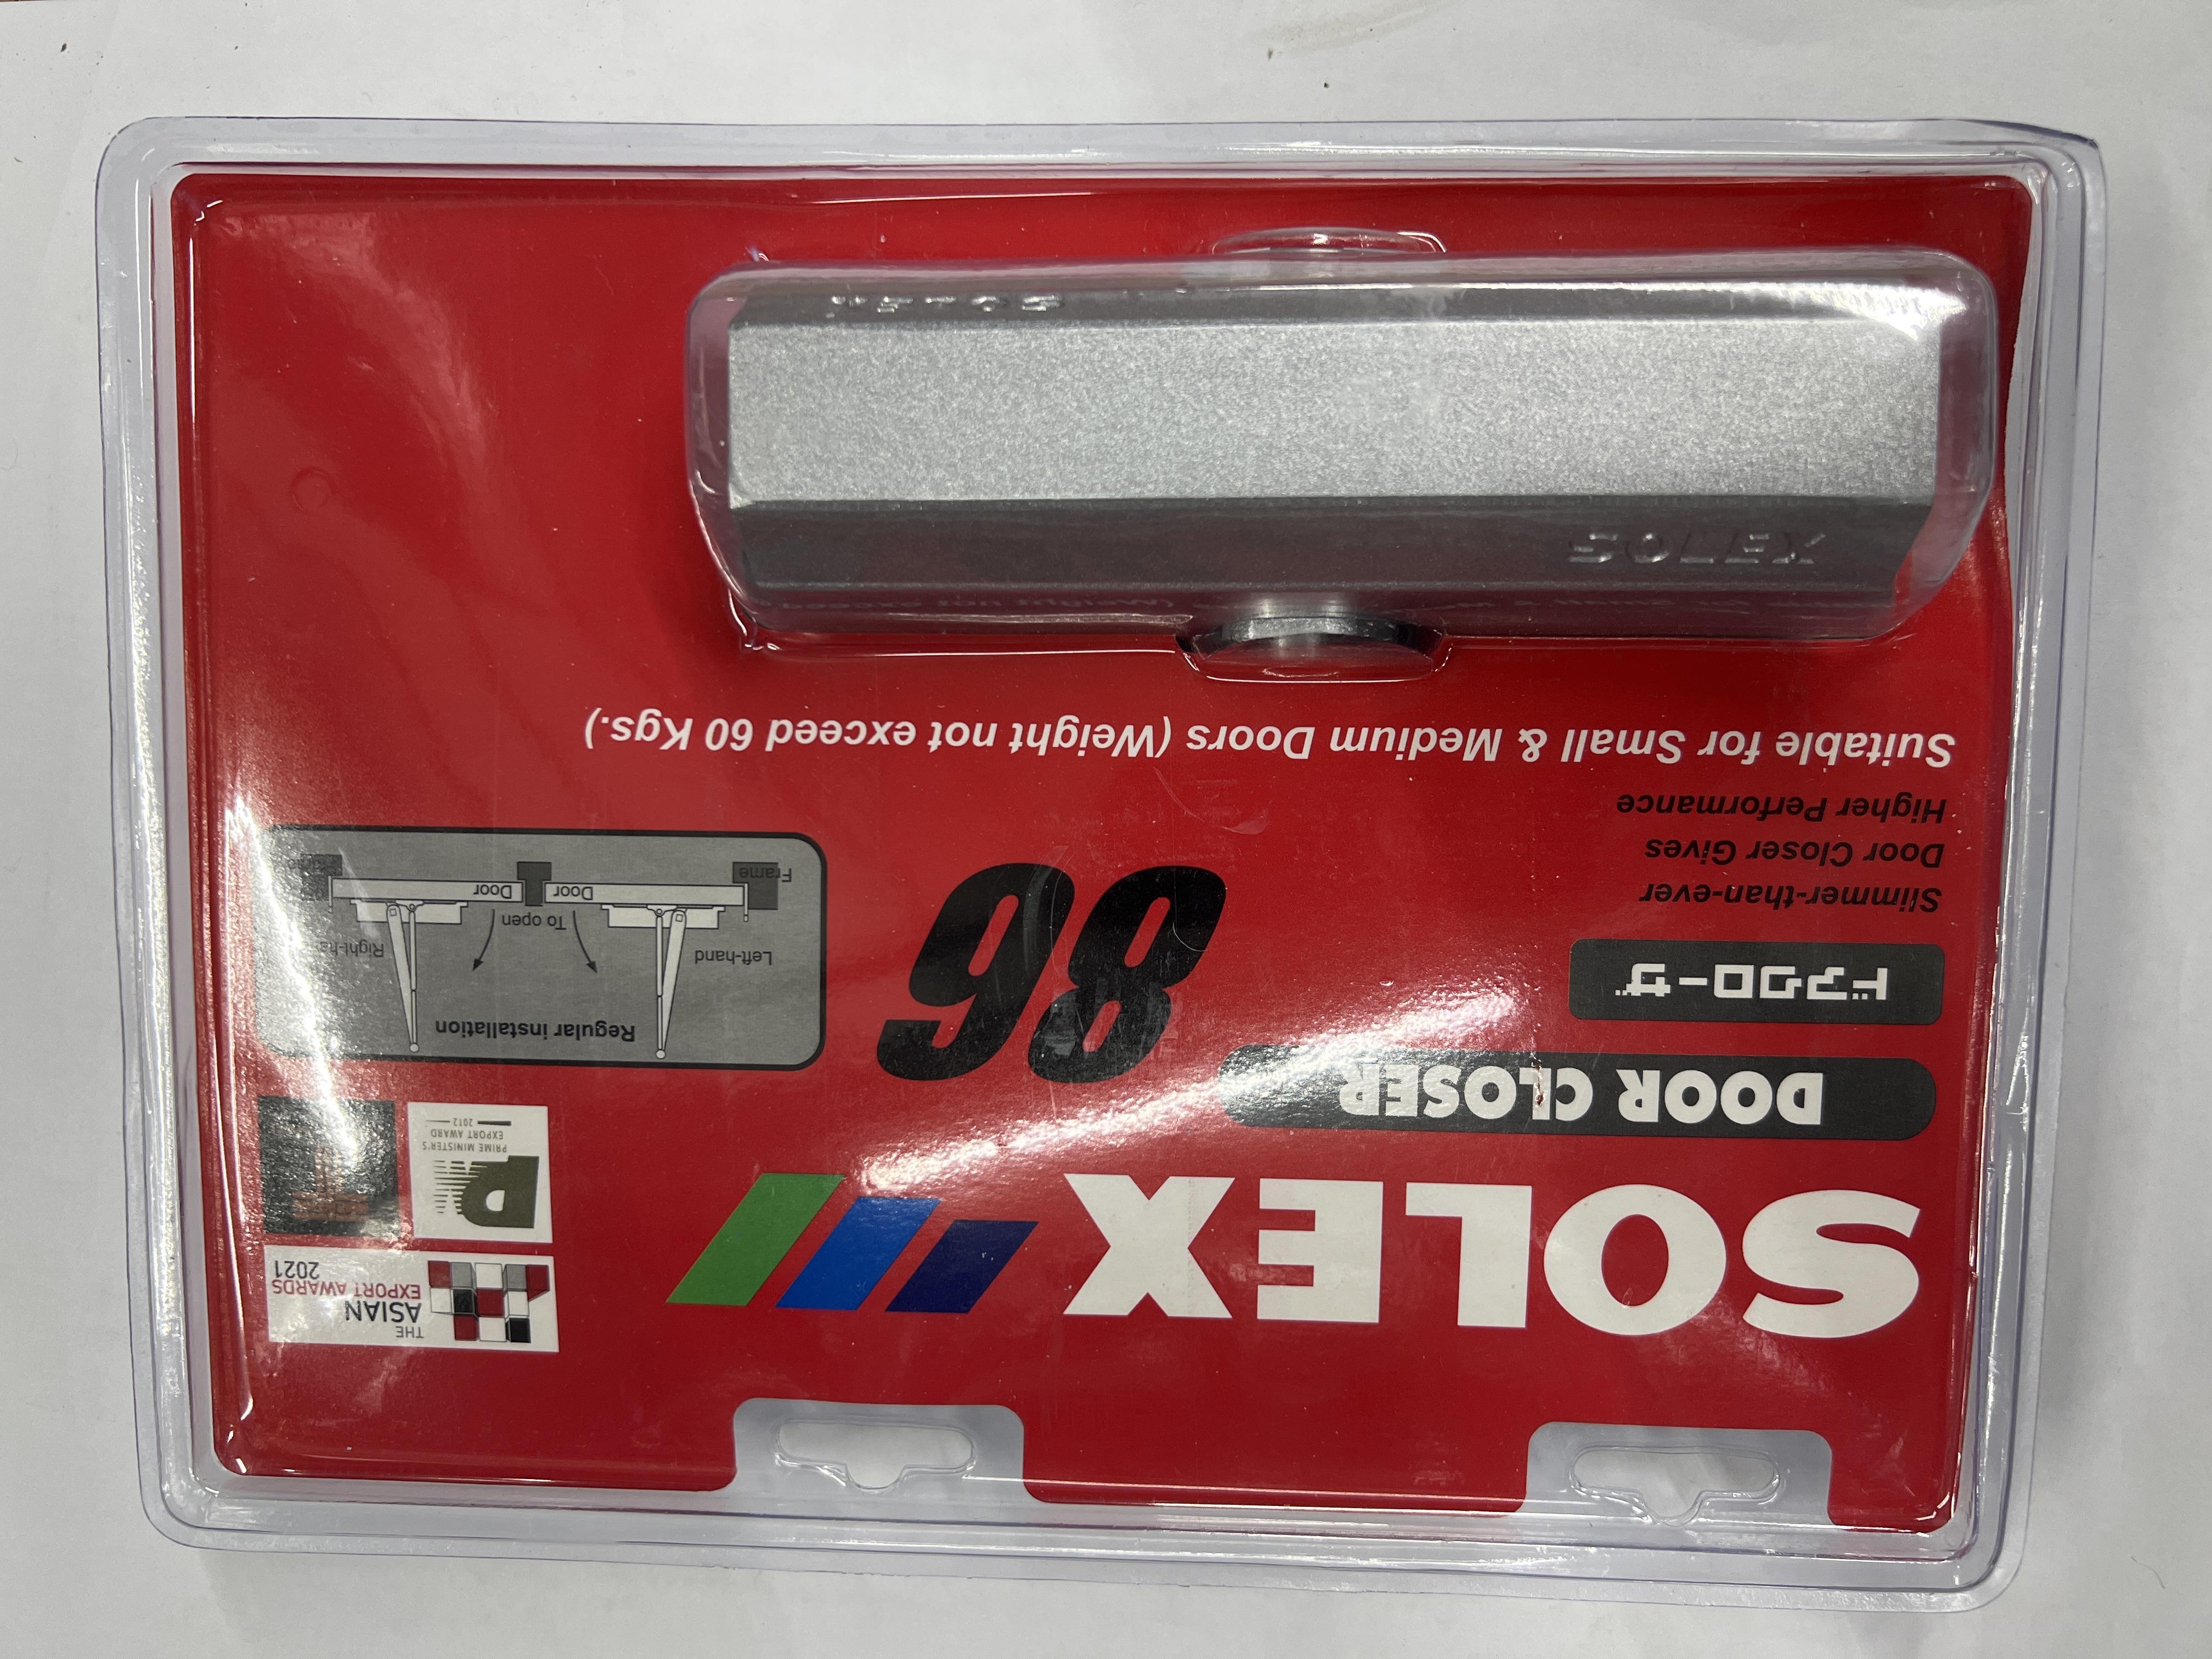 SOLEX
THE
ASIAN
EXPORT AWARDS
2021
DOOR CLOSER
PRIME MINISTER'S
EXPORT AWARD
2012
ドアクローザ
86
Slimmer-than-ever
Door Closer Gives
Higher Performance
Regular installation
Left-hand
To open
Frame
Door
Door
Suitable for Small & Medium Doors (Weight not exceed 60 Kgs.)
SOLEX